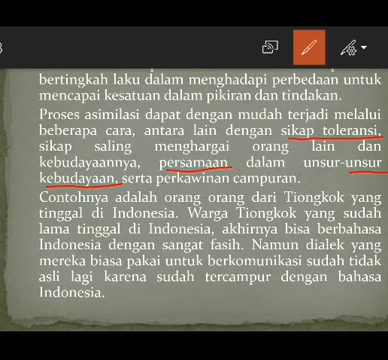 3
bertingkah laku dalam menghadapi perbedaan untuk
mencapai kesatuan dalam pikiran dan tindakan.
Proses asimilasi dapat dengan mudah terjadi melalui
beberapa cara, antara lain dengan sikap toleransi,
sikap saling menghargai orang lain dan
kebudayaannya, persamaan dalam unsur-unsur
kebudayaan, serta perkawinan campuran.
Contohnya adalah orang orang dari Tiongkok yang
tinggal di Indonesia. Warga Tiongkok yang sudah
lama tinggal di Indonesia, akhirnya bisa berbahasa
Indonesia dengan sangat fasih. Namun dialek yang
mereka biasa pakai untuk berkomunikasi sudah tidak
asli lagi karena sudah tercampur dengan bahasa
Indonesia.